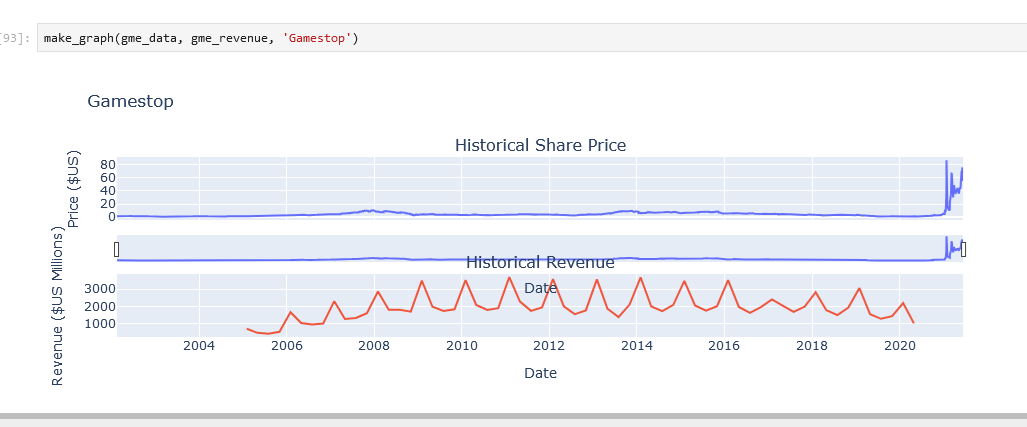 [93]: make_graph(gme_data, gme_revenue, 'Gamestop')
Gamestop
Historical Share Price
Price ($US)
80
60
40
20
0
Historical Revenue
Date
Revenue ($US Millions)
3000
2000
1000
2004 2006 2008 2010 2012 2014 2016 2018 2020
Date